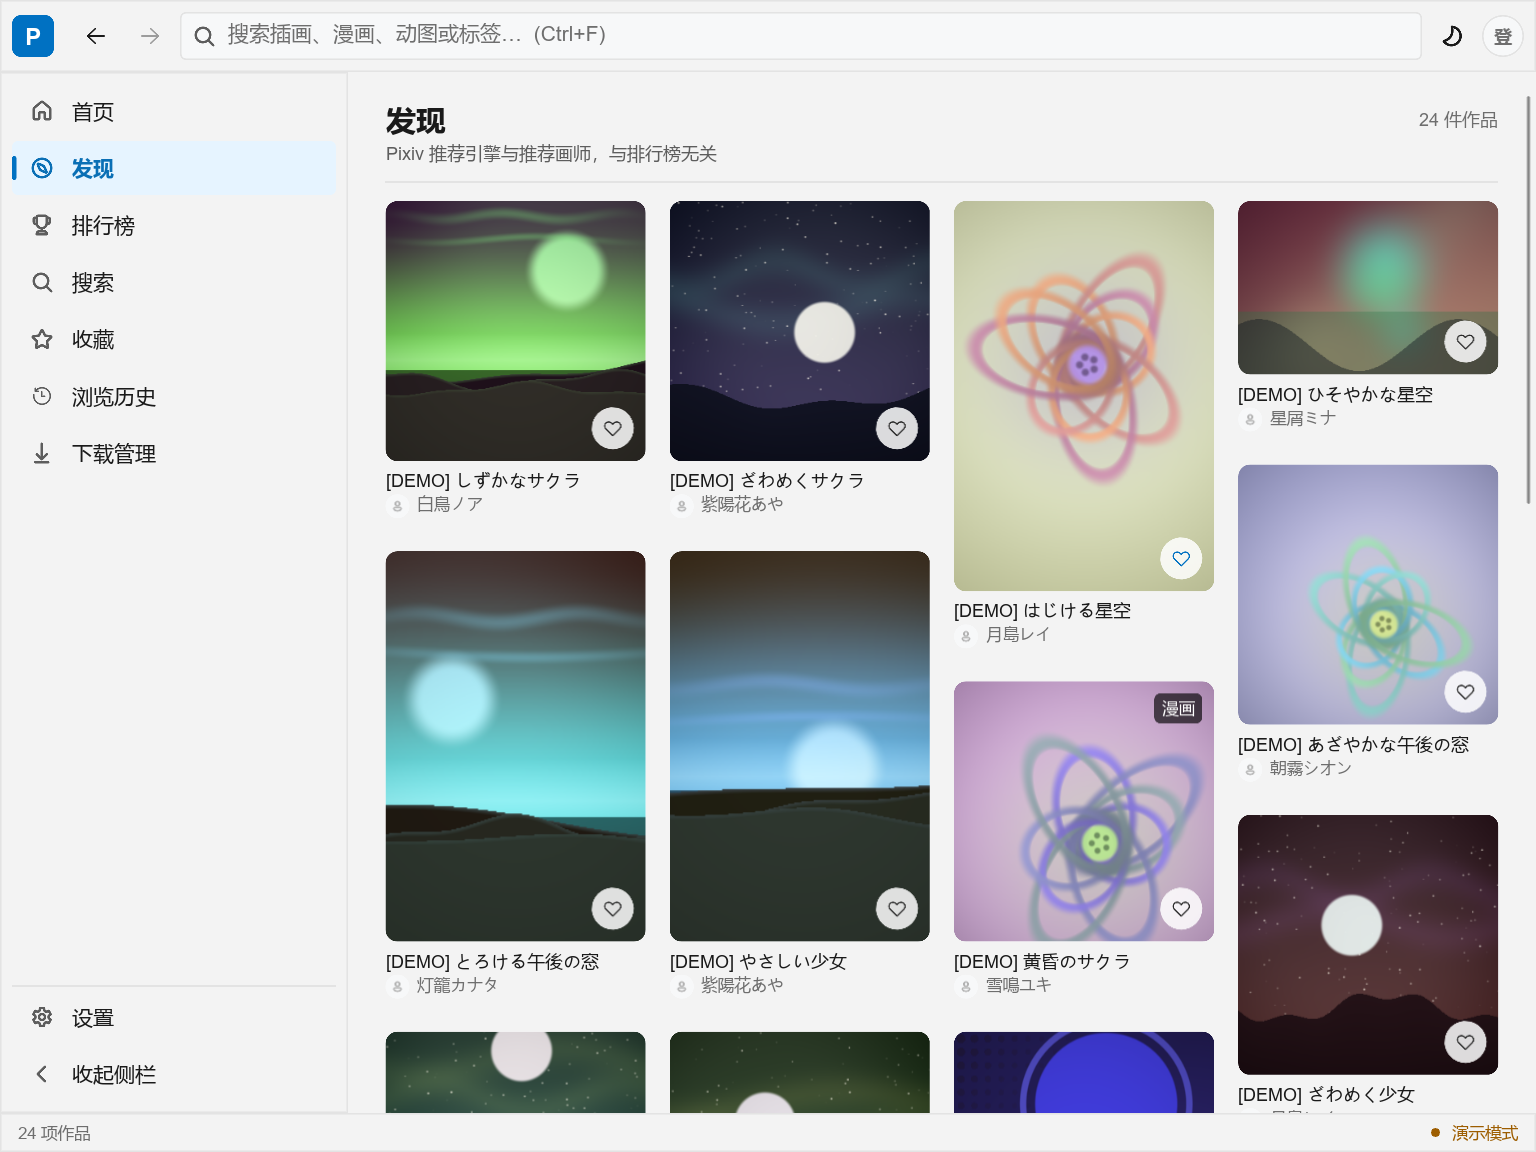 P
搜索插画、漫画、动图或标签… (Ctrl+F)
登
首页
发现
排行榜
搜索
收藏
浏览历史
下载管理
设置
收起侧栏
发现
24 件作品
Pixiv 推荐引擎与推荐画师，与排行榜无关
[DEMO] しずかなサクラ
白鳥ノア
[DEMO] ざわめくサクラ
紫陽花あや
[DEMO] はじける星空
月島レイ
[DEMO] ひそやかな星空
星屑ミナ
[DEMO] とろける午後の窓
灯籠カナタ
[DEMO] やさしい少女
紫陽花あや
漫画
[DEMO] 黄昏のサクラ
雪鳴ユキ
[DEMO] あざやかな午後の窓
朝霧シオン
[DEMO] ざわめく少女
24 项作品
演示模式